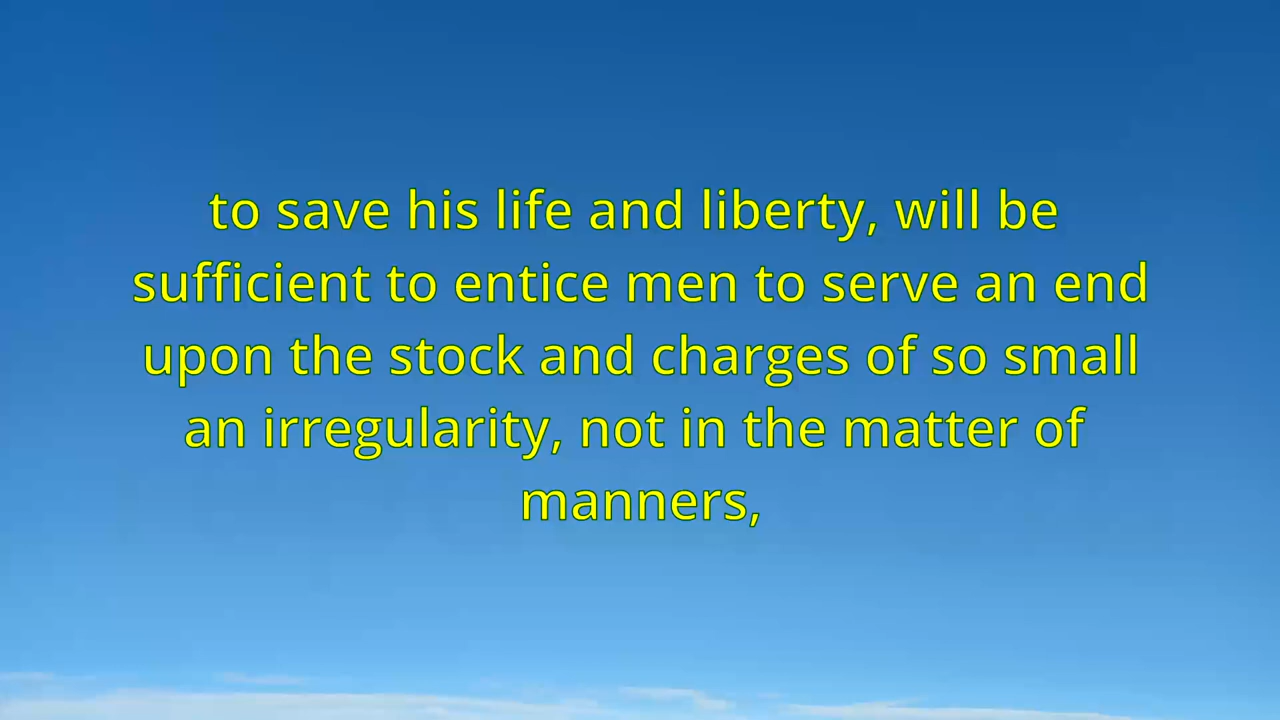 to save his life and liberty, will be
sufficient to entice men to serve an end
upon the stock and charges of so small
an irregularity, not in the matter of
manners,